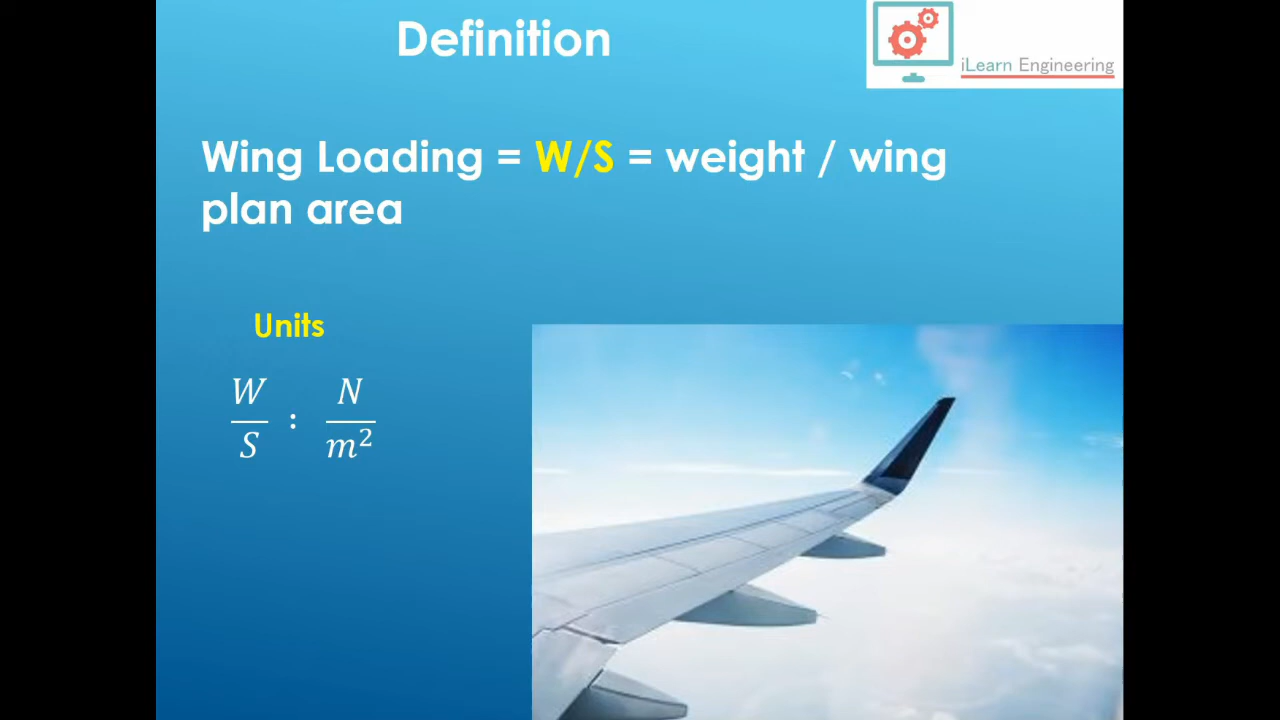 Definition
iLearn Engineering
Wing Loading = W/S = weight / wing
plan area
Units
W/S : N/m²